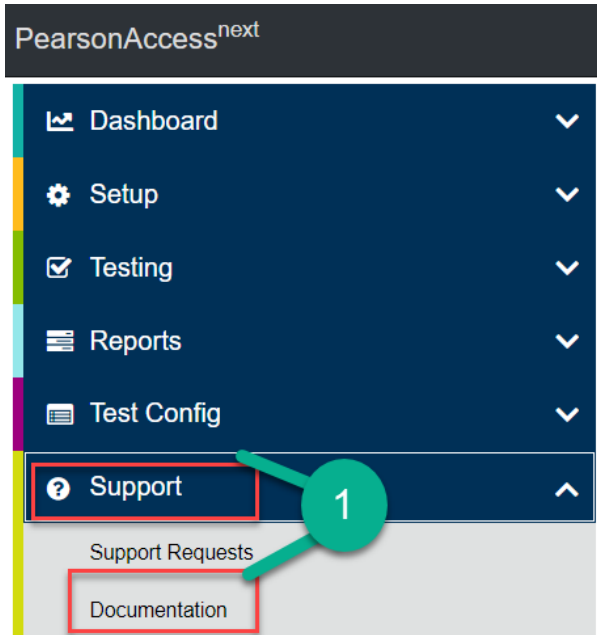 PearsonAccessnext
Dashboard
Setup
Testing
Reports
Test Config
Support
1
Support Requests
Documentation